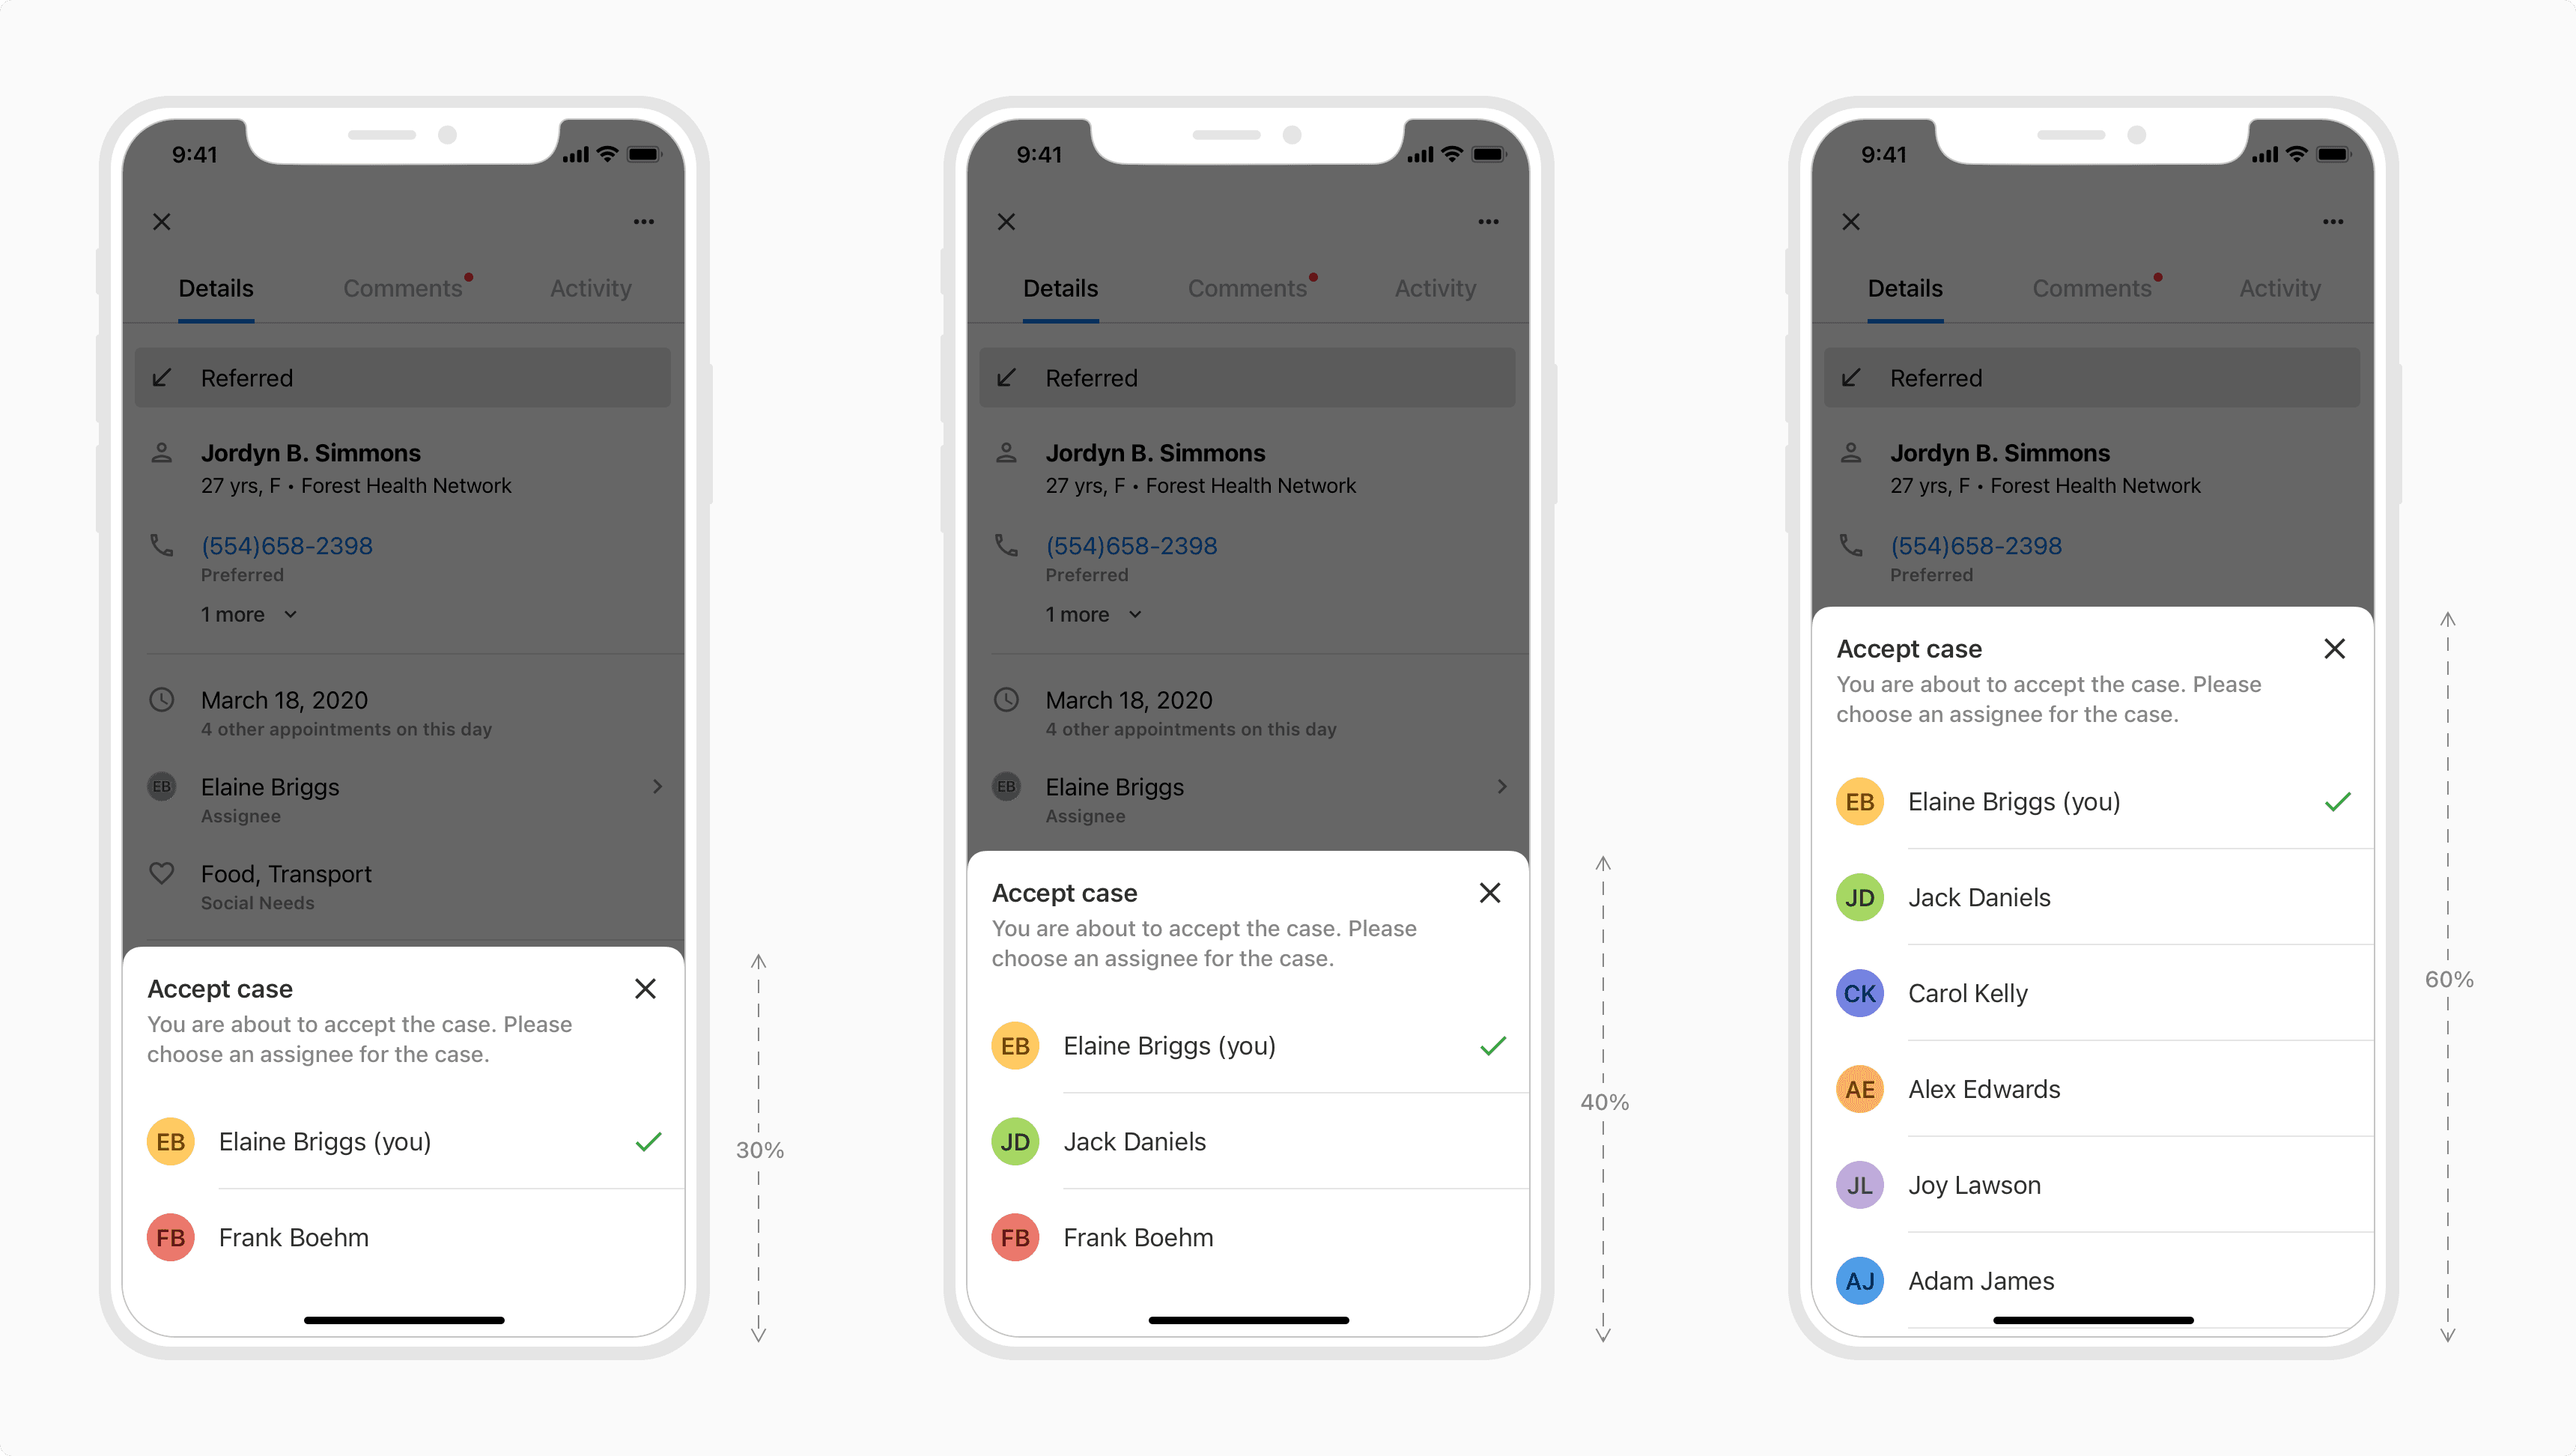 9:41
Details Comments Activity
Referred
Jordyn B. Simmons
27 yrs, F • Forest Health Network
(554)658-2398
Preferred
1 more
March 18, 2020
4 other appointments on this day
EB Elaine Briggs
Assignee
Food, Transport
Social Needs
Accept case
You are about to accept the case. Please
choose an assignee for the case.
EB Elaine Briggs (you)
FB Frank Boehm
30%
9:41
Details Comments Activity
Referred
Jordyn B. Simmons
27 yrs, F • Forest Health Network
(554)658-2398
Preferred
1 more
March 18, 2020
4 other appointments on this day
EB Elaine Briggs
Assignee
Accept case
You are about to accept the case. Please
choose an assignee for the case.
EB Elaine Briggs (you)
JD Jack Daniels
FB Frank Boehm
40%
9:41
Details Comments Activity
Referred
Jordyn B. Simmons
27 yrs, F • Forest Health Network
(554)658-2398
Preferred
Accept case
You are about to accept the case. Please
choose an assignee for the case.
EB Elaine Briggs (you)
JD Jack Daniels
CK Carol Kelly
AE Alex Edwards
JL Joy Lawson
AJ Adam James
60%